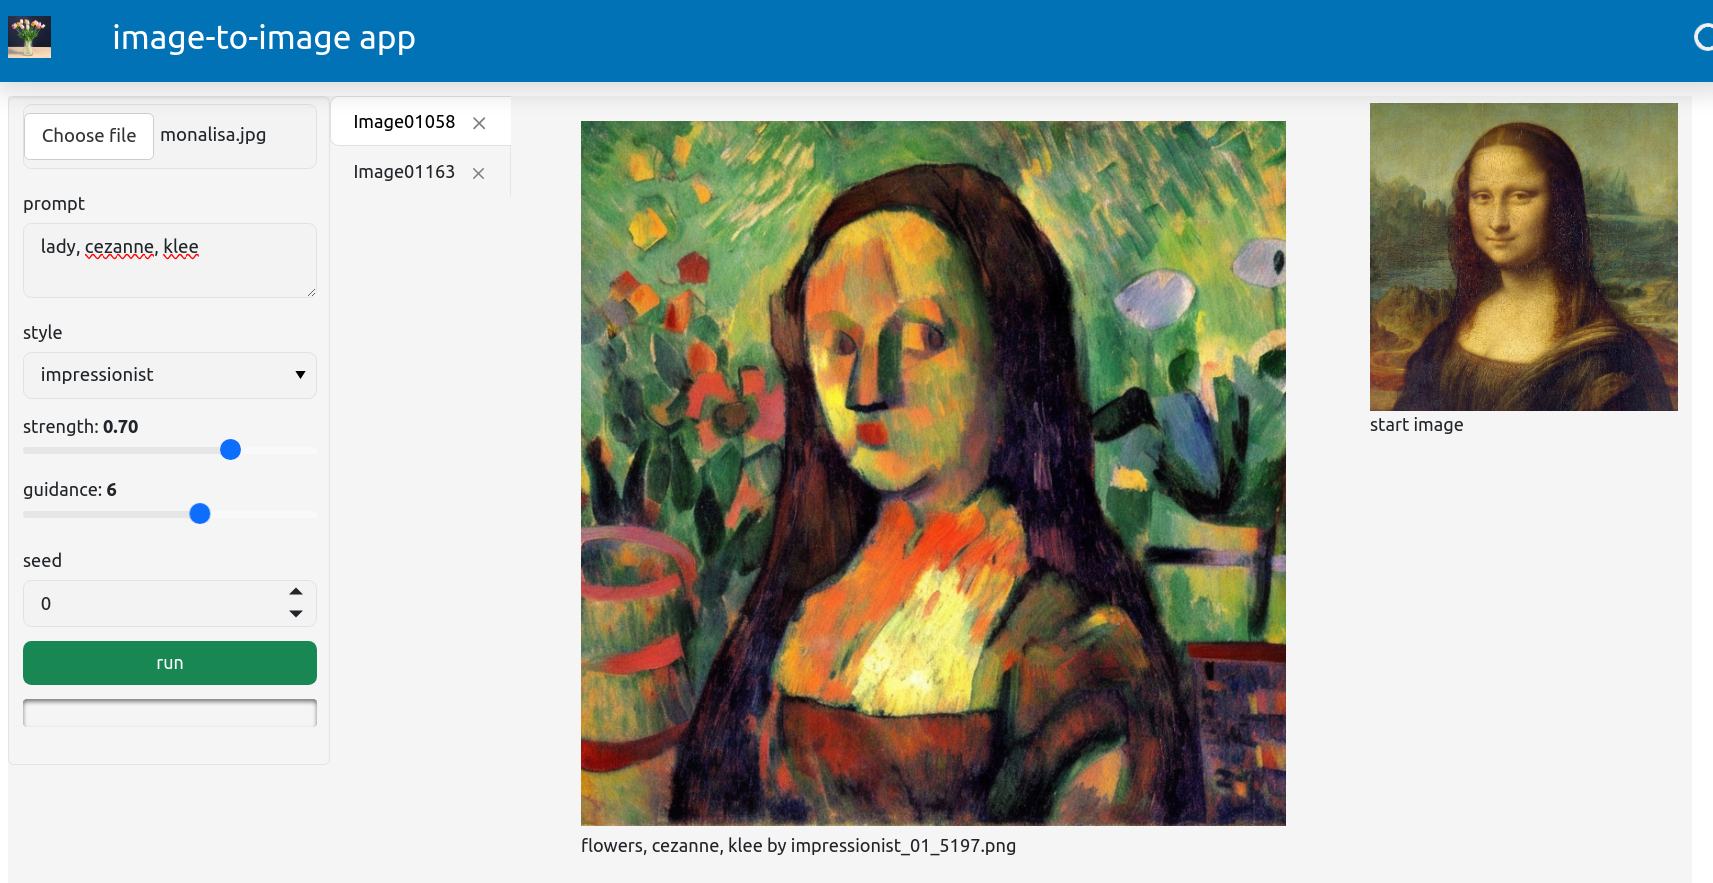 image-to-image app
Choose file monalisa.jpg
prompt
lady, cezanne, klee
style
impressionist
strength: 0.70
guidance: 6
seed
0
run
Image01058
Image01163
flowers, cezanne, klee by impressionist_01_5197.png
start image